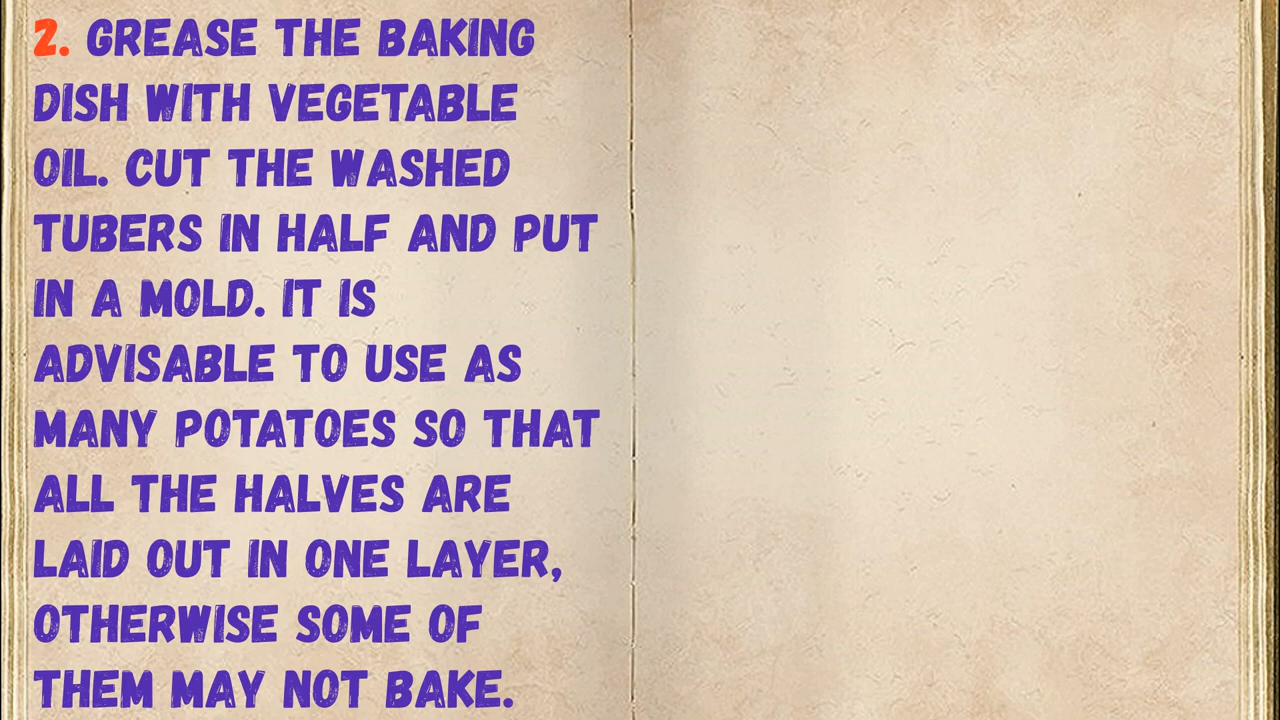 2. GREASE THE BAKING
DISH WITH VEGETABLE
OIL. CUT THE WASHED
TUBERS IN HALF AND PUT
IN A MOLD. IT IS
ADVISABLE TO USE AS
MANY POTATOES SO THAT
ALL THE HALVES ARE
LAID OUT IN ONE LAYER,
OTHERWISE SOME OF
THEM MAY NOT BAKE.